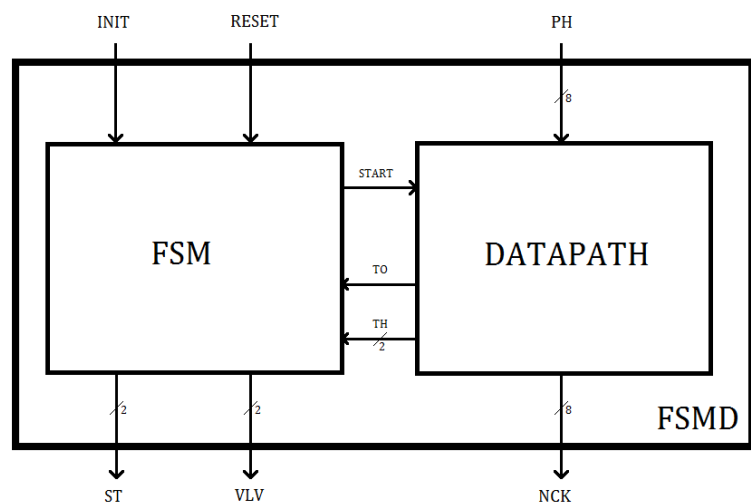 INIT RESET PH
8
START
FSM DATAPATH
TO
TH
2
2 2 8
FSMD
ST VLV NCK